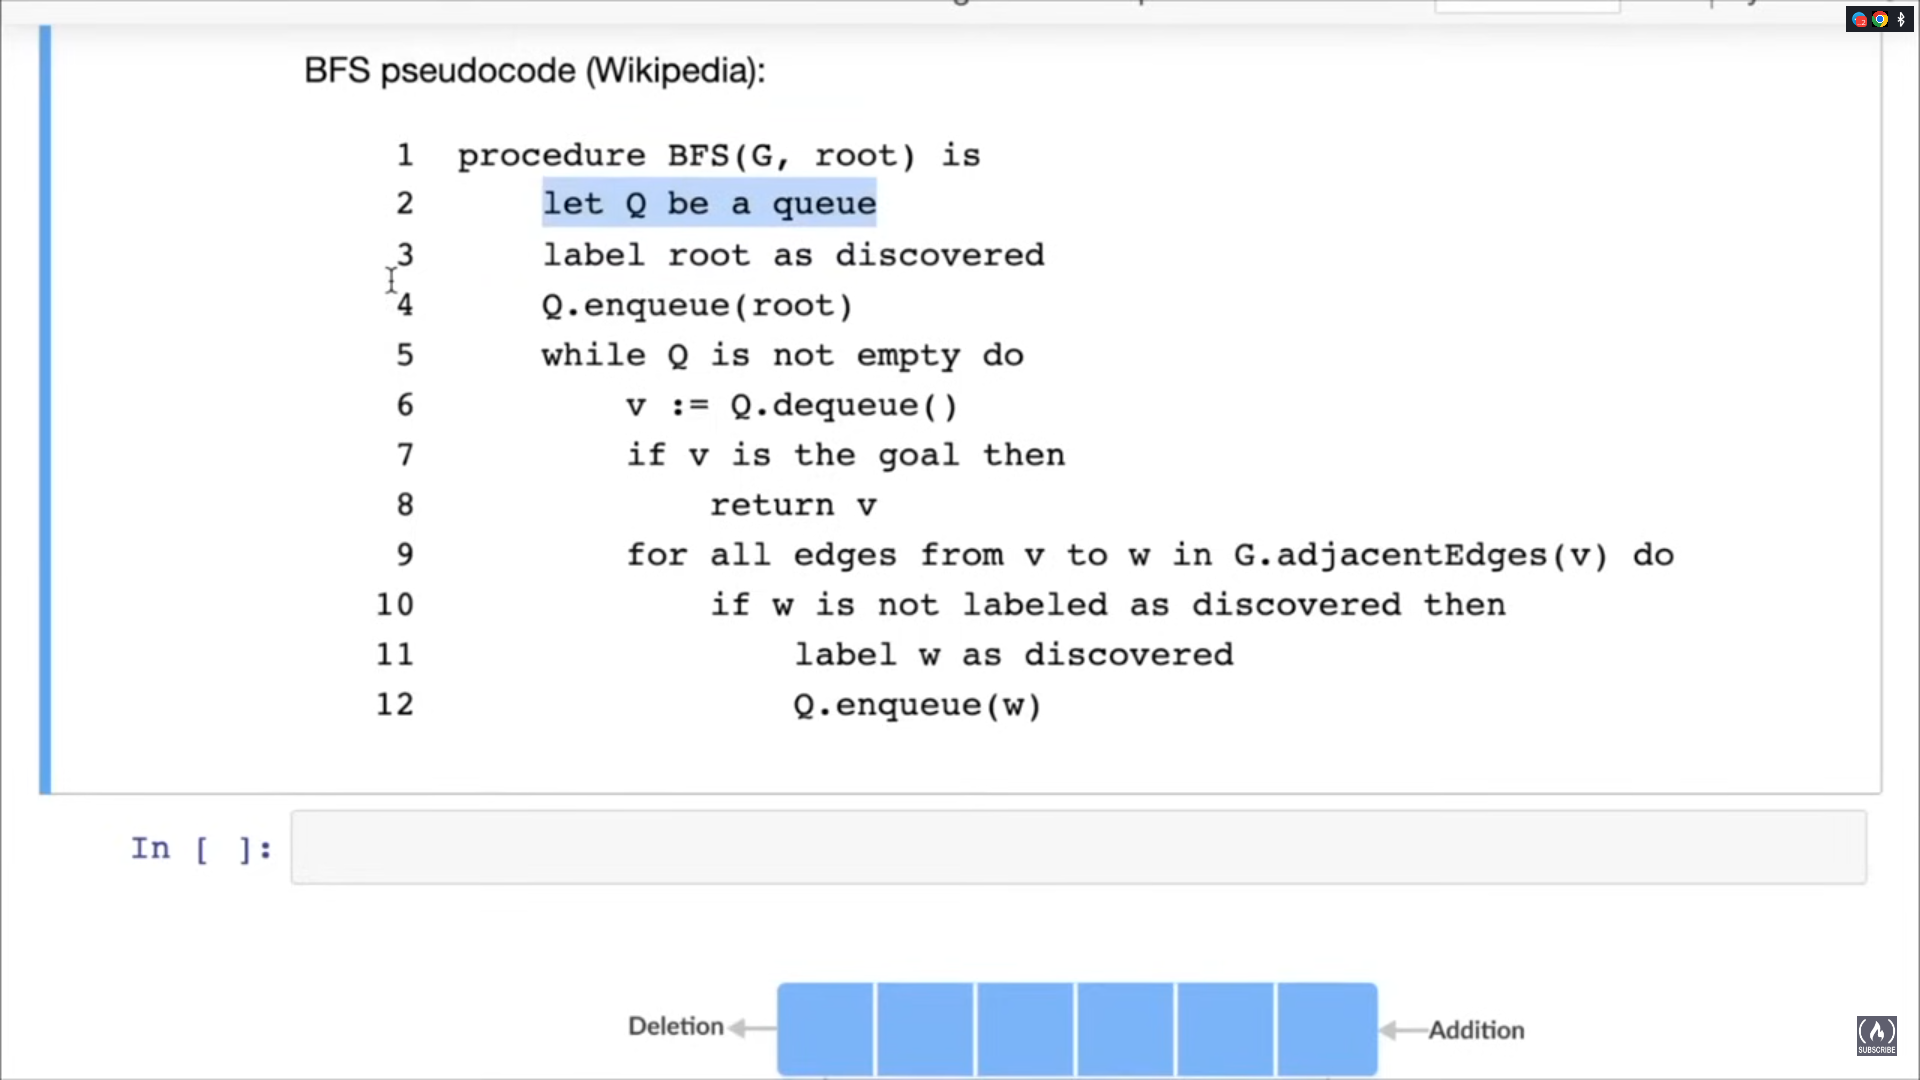 BFS pseudocode (Wikipedia):
1 procedure BFS(G, root) is
2 let Q be a queue
3 label root as discovered
4 Q.enqueue(root)
5 while Q is not empty do
6 v := Q.dequeue()
7 if v is the goal then
8 return v
9 for all edges from v to w in G.adjacentEdges(v) do
10 if w is not labeled as discovered then
11 label w as discovered
12 Q.enqueue(w)
In [ ]:
Deletion
Addition
SUBSCRIBE